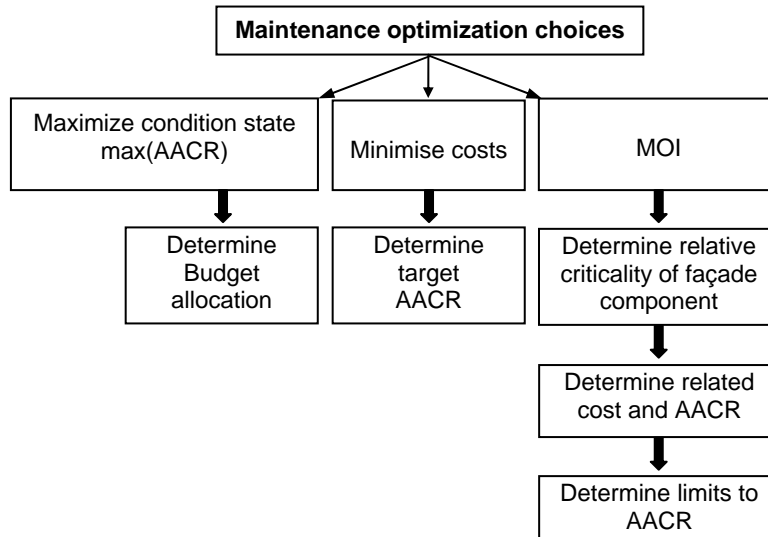 Maintenance optimization choices
Maximize condition state
max(AACR)
Minimise costs
MOI
Determine
Budget
allocation
Determine
target
AACR
Determine relative
criticality of façade
component
Determine related
cost and AACR
Determine limits to
AACR